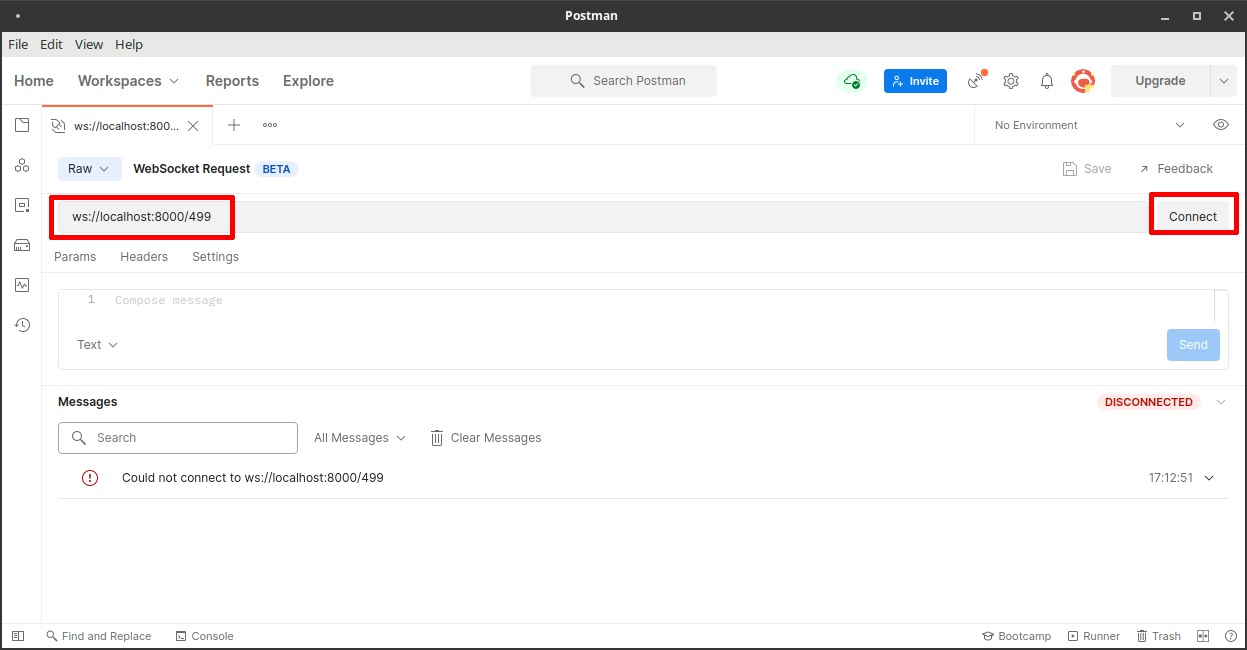 Postman
File Edit View Help
Home Workspaces Reports Explore Search Postman Invite Upgrade
ws://localhost:800... No Environment
Raw WebSocket Request BETA Save Feedback
ws://localhost:8000/499 Connect
Params Headers Settings
1 Compose message
Text Send
Messages DISCONNECTED
Search All Messages Clear Messages
Could not connect to ws://localhost:8000/499 17:12:51
Find and Replace Console Bootcamp Runner Trash